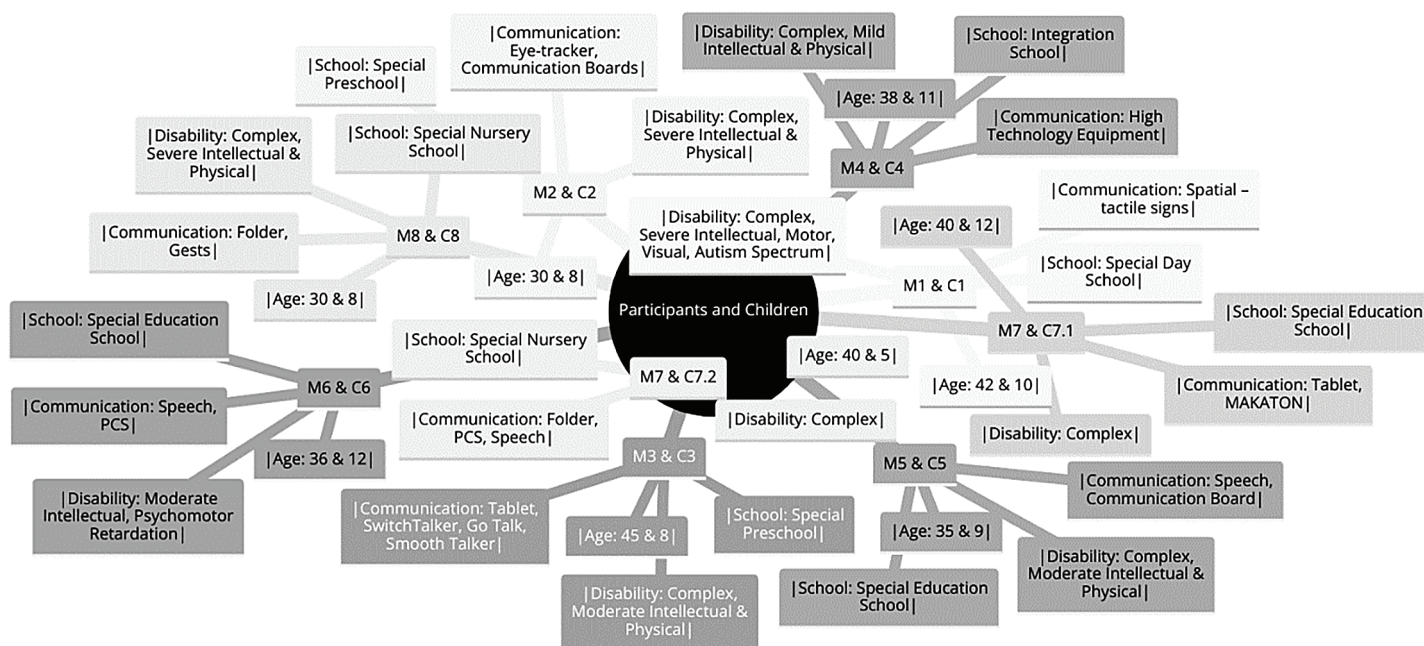 |Communication:
Eye-tracker,
Communication Boards|
|School: Special
Preschool|
|Disability: Complex,
Severe Intellectual &
Physical|
|School: Special Nursery
School|
|Disability: Complex,
Severe Intellectual &
Physical|
M2 & C2
|Communication: Folder,
Gests|
M8 & C8
|Age: 30 & 8|
|Age: 30 & 8|
|Disability: Complex, Mild
Intellectual & Physical|
|School: Integration
School|
|Age: 38 & 11|
|Communication: High
Technology Equipment|
M4 & C4
|Communication: Spatial –
tactile signs|
|Disability: Complex,
Severe Intellectual, Motor,
Visual, Autism Spectrum|
|Age: 40 & 12|
|School: Special Day
School|
M1 & C1
Participants and Children
M7 & C7.1
|School: Special Education
School|
|Age: 42 & 10|
|Communication: Tablet,
MAKATON|
|Disability: Complex|
|School: Special Education
School|
|School: Special Nursery
School|
|Age: 40 & 5|
M7 & C7.2
M6 & C6
|Communication: Speech,
PCS|
|Communication: Folder,
PCS, Speech|
|Disability: Complex|
|Age: 36 & 12|
|Disability: Moderate
Intellectual, Psychomotor
Retardation|
M3 & C3
|Communication: Tablet,
SwitchTalker, Go Talk,
Smooth Talker|
|Age: 45 & 8|
|School: Special
Preschool|
|Disability: Complex,
Moderate Intellectual &
Physical|
M5 & C5
|Communication: Speech,
Communication Board|
|Age: 35 & 9|
|Disability: Complex,
Moderate Intellectual &
Physical|
|School: Special Education
School|